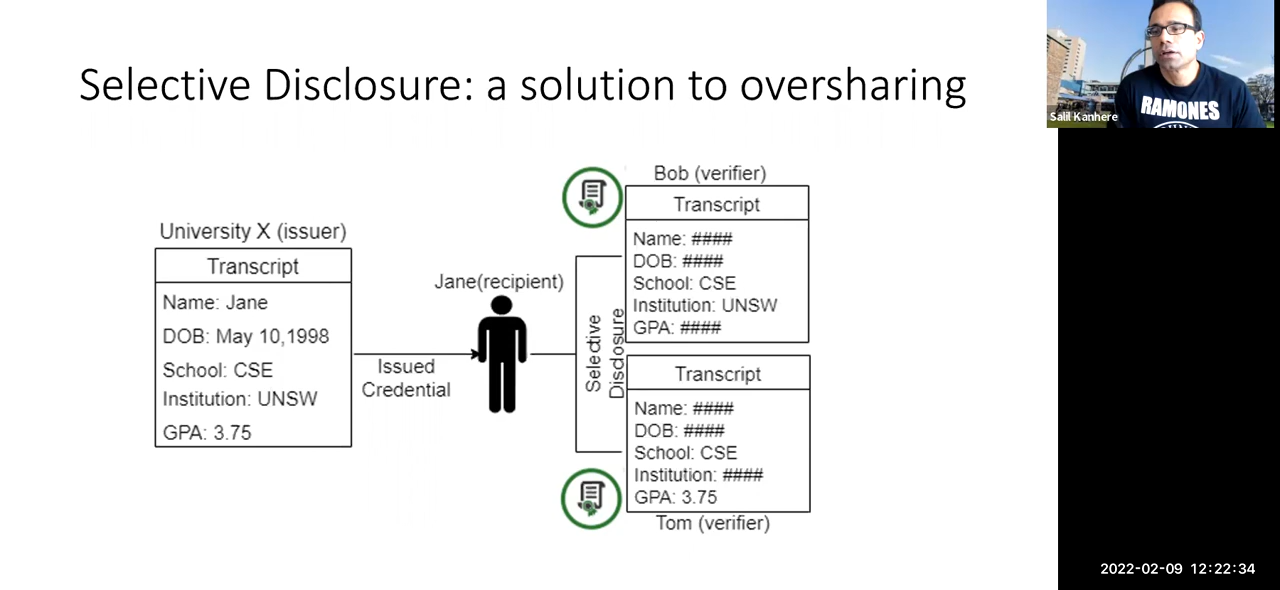 Selective Disclosure: a solution to oversharing
RAMONES
Salil Kanhere
University X (issuer)
Transcript
Name: Jane
DOB: May 10,1998
School: CSE
Institution: UNSW
GPA: 3.75
Issued
Credential
Jane(recipient)
Selective
Disclosure
Bob (verifier)
Transcript
Name: ####
DOB: ####
School: CSE
Institution: UNSW
GPA: ####
Transcript
Name: ####
DOB: ####
School: CSE
Institution: ####
GPA: 3.75
Tom (verifier)
2022-02-09 12:22:34